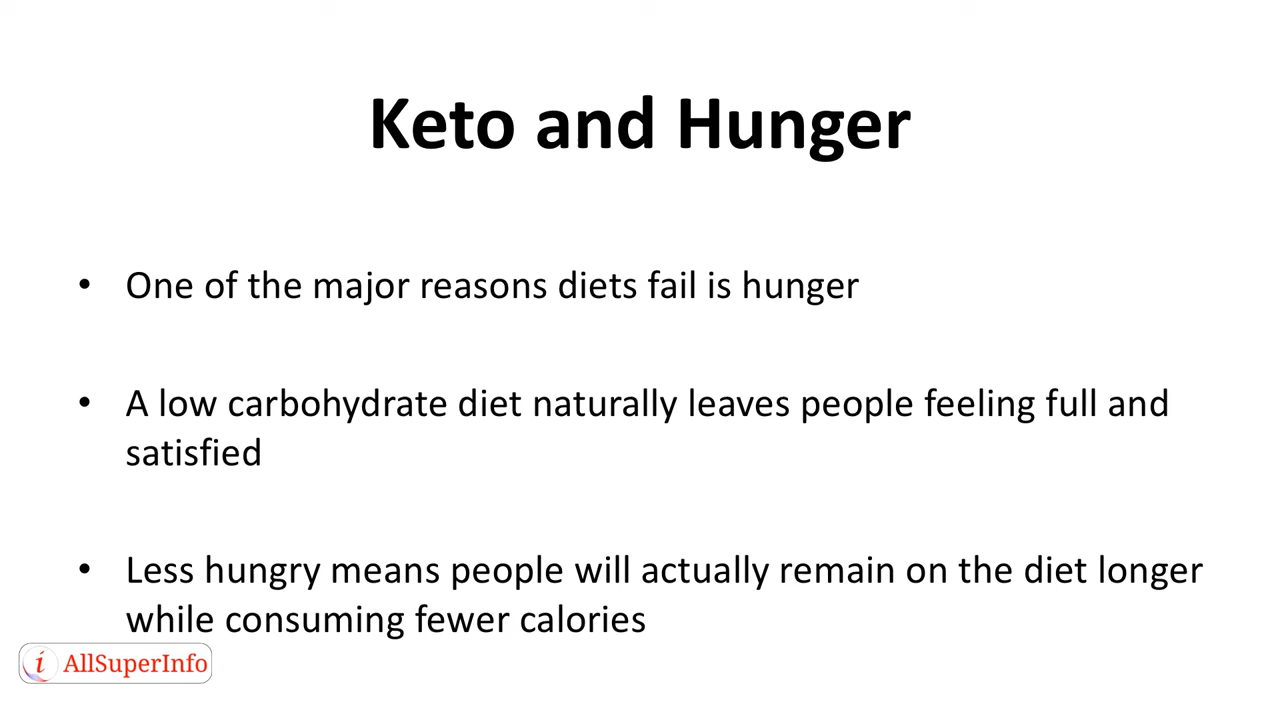 Keto and Hunger
• One of the major reasons diets fail is hunger
• A low carbohydrate diet naturally leaves people feeling full and
satisfied
• Less hungry means people will actually remain on the diet longer
while consuming fewer calories
i AllSuperInfo